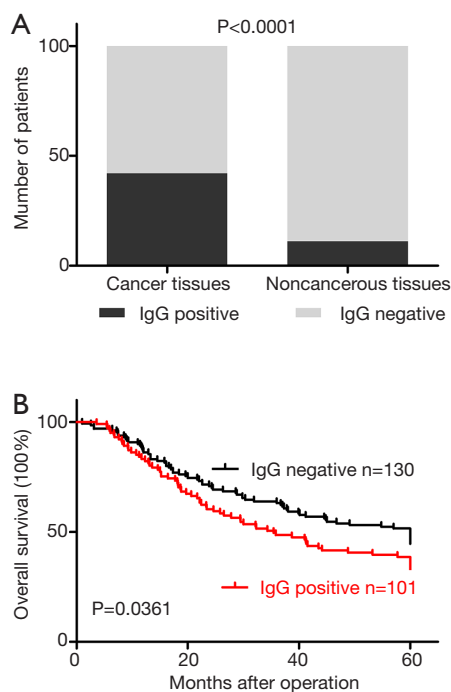 A
P<0.0001
Mumber of patients
100
50
0
Cancer tissues Noncancerous tissues
IgG positive IgG negative
B
Overall survival (100%)
100
50
0
IgG negative n=130
IgG positive n=101
P=0.0361
0 20 40 60
Months after operation